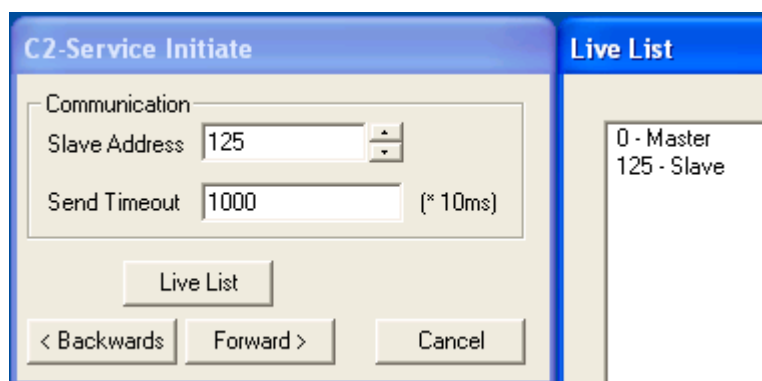 C2-Service Initiate
Communication
Slave Address 125
Send Timeout 1000 (* 10ms)
Live List
< Backwards Forward > Cancel
Live List
0 - Master
125 - Slave